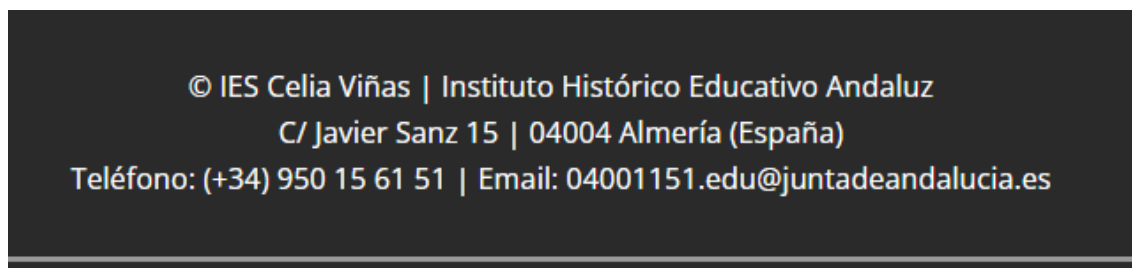 © IES Celia Viñas | Instituto Histórico Educativo Andaluz
C/ Javier Sanz 15 | 04004 Almería (España)
Teléfono: (+34) 950 15 61 51 | Email: 04001151.edu@juntadeandalucia.es